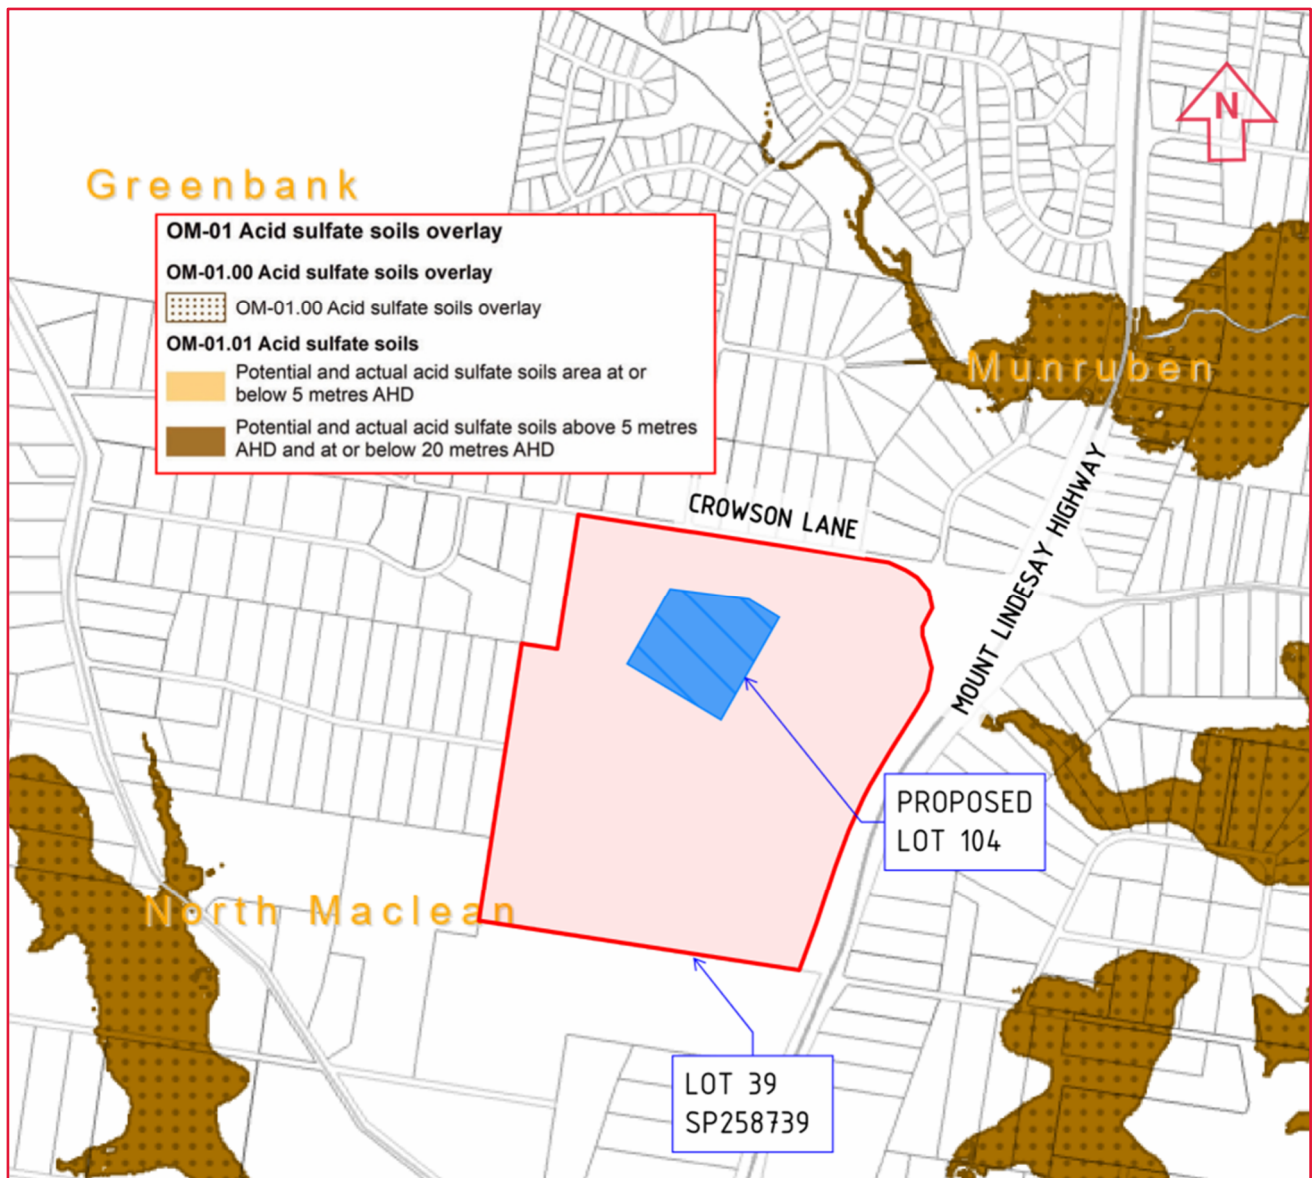 N
Greenbank
OM-01 Acid sulfate soils overlay
OM-01.00 Acid sulfate soils overlay
OM-01.00 Acid sulfate soils overlay
OM-01.01 Acid sulfate soils
Potential and actual acid sulfate soils area at or
below 5 metres AHD
Potential and actual acid sulfate soils above 5 metres
AHD and at or below 20 metres AHD
Munruben
CROWSON LANE
MOUNT LINDESAY HIGHWAY
PROPOSED
LOT 104
North Maclean
LOT 39
SP258739